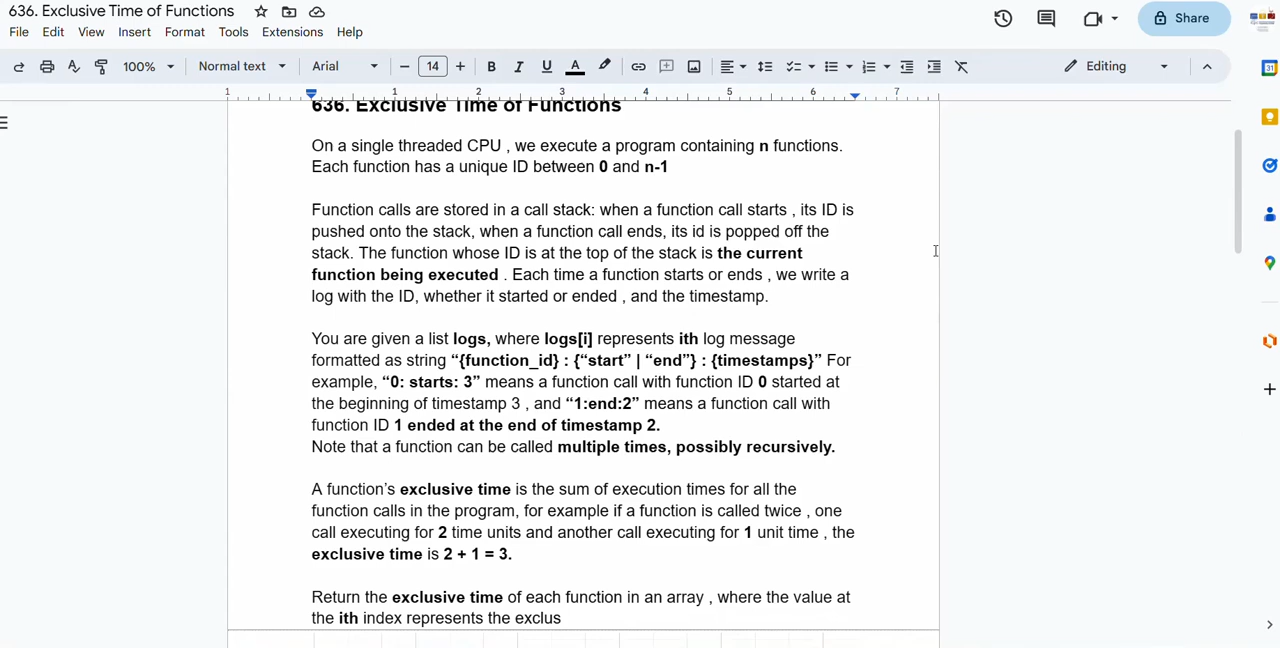 636. Exclusive Time of Functions
File Edit View Insert Format Tools Extensions Help
Share
100% Normal text Arial 14 B I U A Editing
1 1 2 3 4 5 6 7
636. Exclusive Time of Functions
On a single threaded CPU , we execute a program containing n functions.
Each function has a unique ID between 0 and n-1
Function calls are stored in a call stack: when a function call starts , its ID is
pushed onto the stack, when a function call ends, its id is popped off the
stack. The function whose ID is at the top of the stack is the current
function being executed . Each time a function starts or ends , we write a
log with the ID, whether it started or ended , and the timestamp.
You are given a list logs, where logs[i] represents ith log message
formatted as string “{function_id} : {“start” | “end”} : {timestamps}” For
example, “0: starts: 3” means a function call with function ID 0 started at
the beginning of timestamp 3 , and “1:end:2” means a function call with
function ID 1 ended at the end of timestamp 2.
Note that a function can be called multiple times, possibly recursively.
A function’s exclusive time is the sum of execution times for all the
function calls in the program, for example if a function is called twice , one
call executing for 2 time units and another call executing for 1 unit time , the
exclusive time is 2 + 1 = 3.
Return the exclusive time of each function in an array , where the value at
the ith index represents the exclus